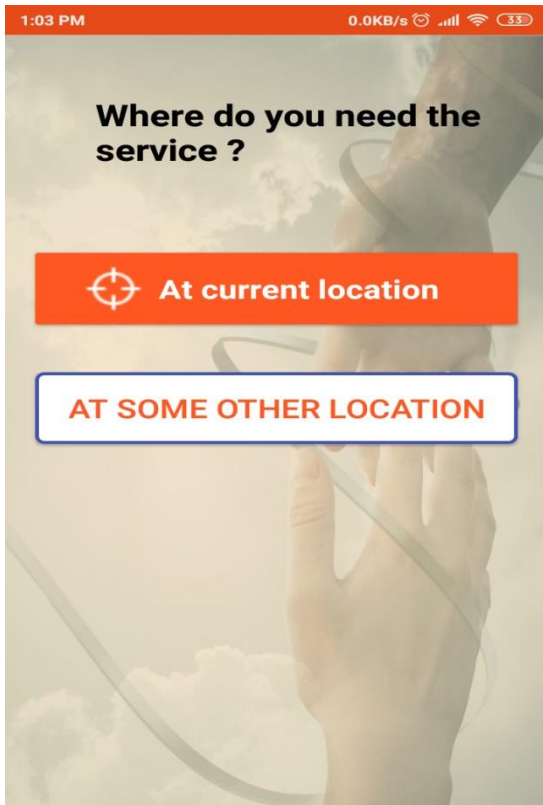 1:03 PM 0.0KB/s 33
Where do you need the
service ?
At current location
AT SOME OTHER LOCATION